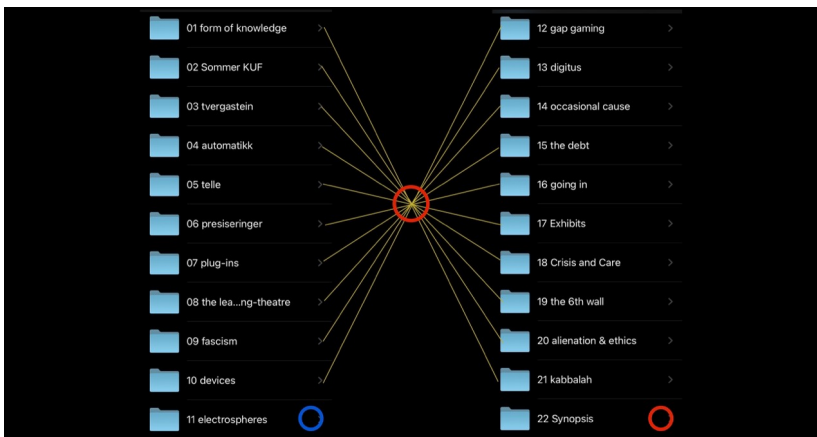 01 form of knowledge
02 Sommer KUF
03 tvergastein
04 automatikk
05 telle
06 presiseringer
07 plug-ins
08 the lea...ng-theatre
09 fascism
10 devices
11 electrospheres
12 gap gaming
13 digitus
14 occasional cause
15 the debt
16 going in
17 Exhibits
18 Crisis and Care
19 the 6th wall
20 alienation & ethics
21 kabbalah
22 Synopsis